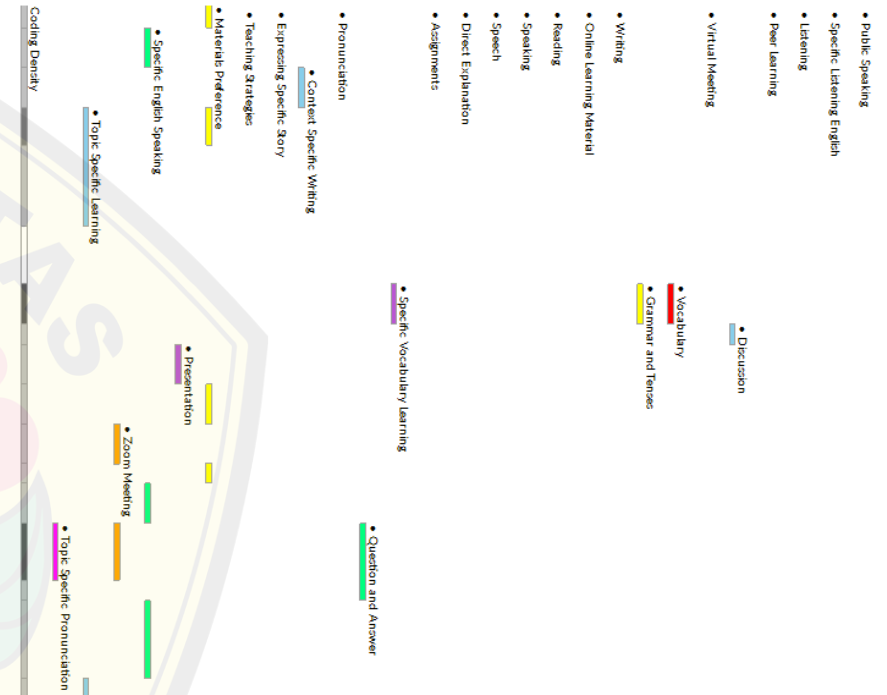 • Public Speaking
• Specific Listening English
• Listening
• Peer Learning
• Discussion
• Virtual Meeting
• Vocabulary
• Grammar and Tenses
• Writing
• Online Learning Material
• Reading
• Speaking
• Speech
• Direct Explanation
• Assignments
• Specific Vocabulary Learning
• Question and Answer
• Pronunciation
• Context Specific Writing
• Expressing Specific Story
• Teaching Strategies
• Materials Preference
• Presentation
• Specific English Speaking
• Zoom Meeting
• Topic Specific Learning
• Topic Specific Pronunciation
Coding Density
TAS